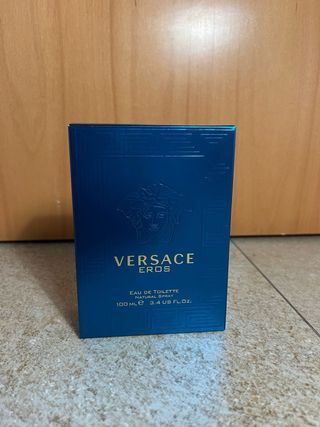 VERSACE
EROS
EAU DE TOILETTE
NATURAL SPRAY
100 ML ℮ 3.4 US FL.OZ.